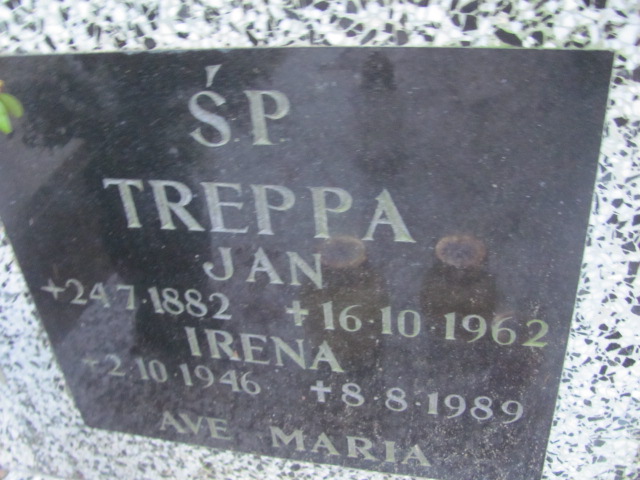 ŚP
TREPPA
JAN
+24.7.1882 +16.10.1962
IRENA
+2.10.1946 +8.8.1989
AVE MARIA